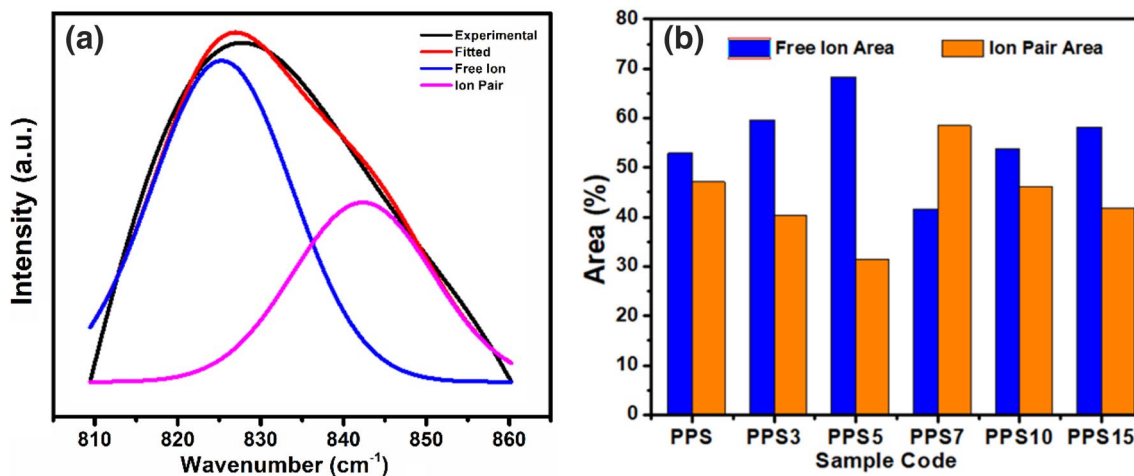 (a)
Experimental
Fitted
Free Ion
Ion Pair
Intensity (a.u.)
810 820 830 840 850 860
Wavenumber (cm⁻¹)
(b)
Free Ion Area Ion Pair Area
80
70
60
50
40
30
20
10
0
Area (%)
PPS PPS3 PPS5 PPS7 PPS10 PPS15
Sample Code